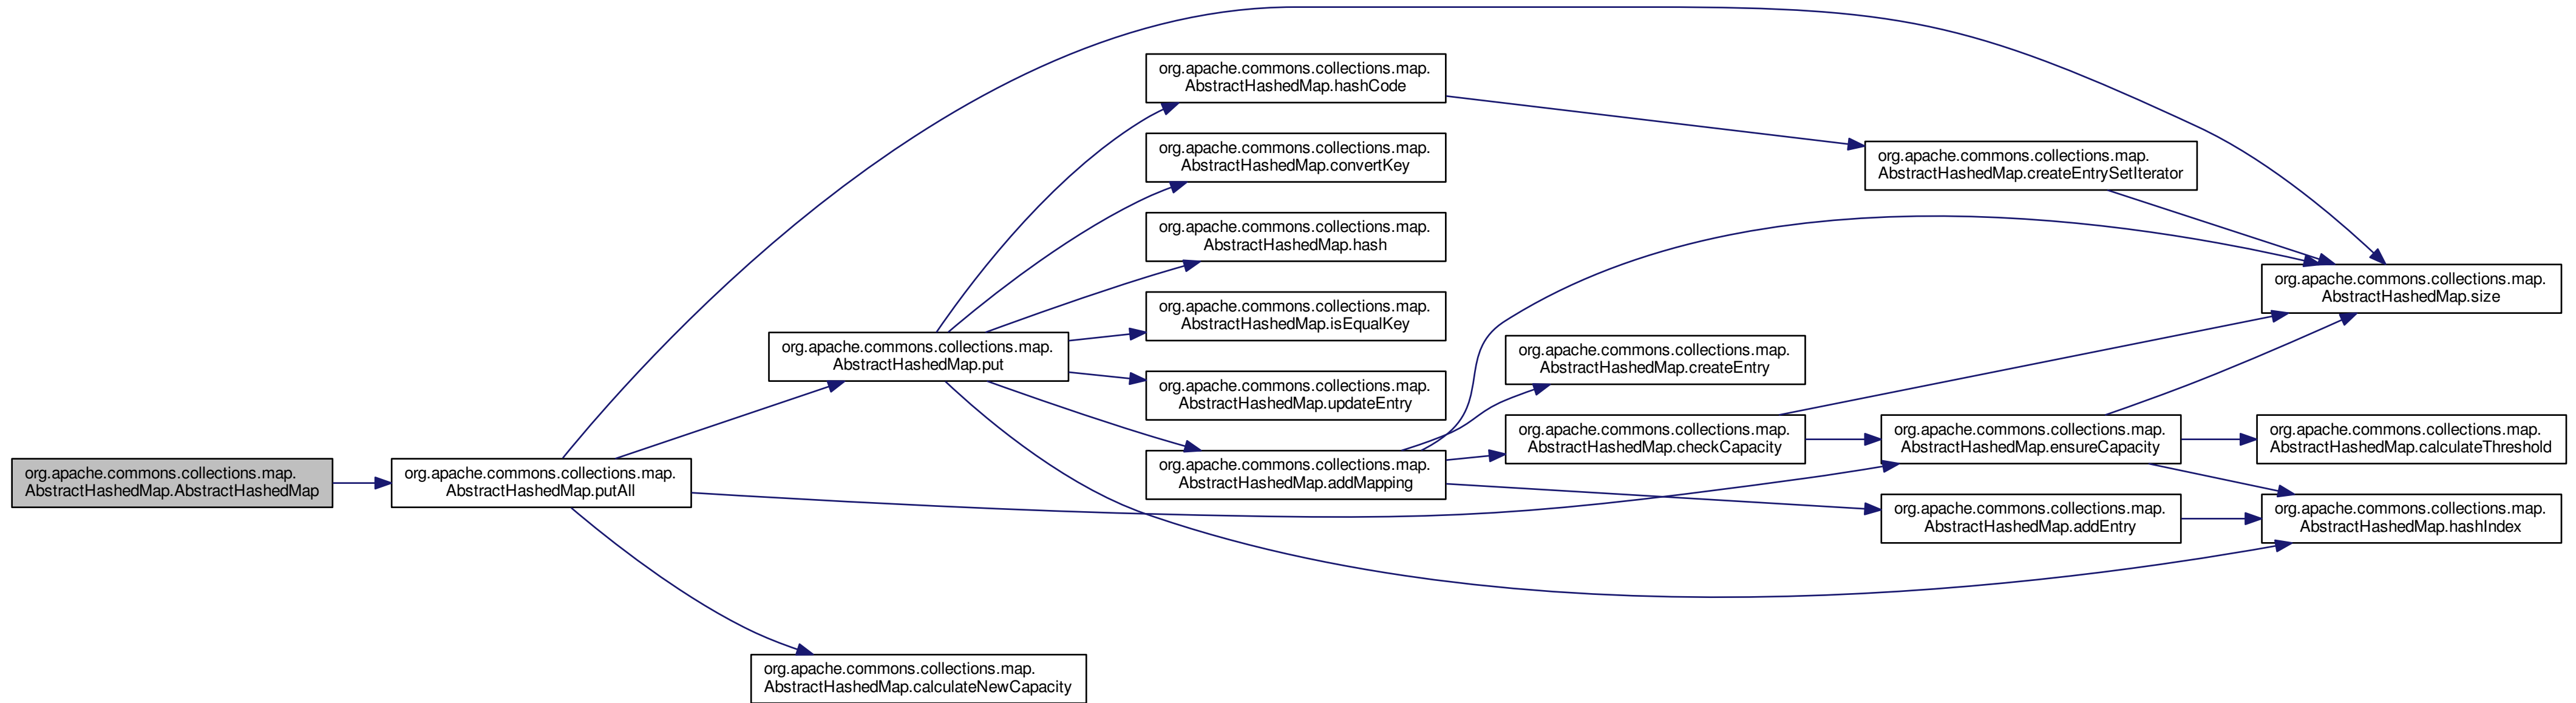 org.apache.commons.collections.map.
AbstractHashedMap.AbstractHashedMap
org.apache.commons.collections.map.
AbstractHashedMap.putAll
org.apache.commons.collections.map.
AbstractHashedMap.put
org.apache.commons.collections.map.
AbstractHashedMap.calculateNewCapacity
org.apache.commons.collections.map.
AbstractHashedMap.hashCode
org.apache.commons.collections.map.
AbstractHashedMap.convertKey
org.apache.commons.collections.map.
AbstractHashedMap.hash
org.apache.commons.collections.map.
AbstractHashedMap.isEqualKey
org.apache.commons.collections.map.
AbstractHashedMap.updateEntry
org.apache.commons.collections.map.
AbstractHashedMap.addMapping
org.apache.commons.collections.map.
AbstractHashedMap.createEntry
org.apache.commons.collections.map.
AbstractHashedMap.checkCapacity
org.apache.commons.collections.map.
AbstractHashedMap.createEntrySetIterator
org.apache.commons.collections.map.
AbstractHashedMap.ensureCapacity
org.apache.commons.collections.map.
AbstractHashedMap.addEntry
org.apache.commons.collections.map.
AbstractHashedMap.size
org.apache.commons.collections.map.
AbstractHashedMap.calculateThreshold
org.apache.commons.collections.map.
AbstractHashedMap.hashIndex